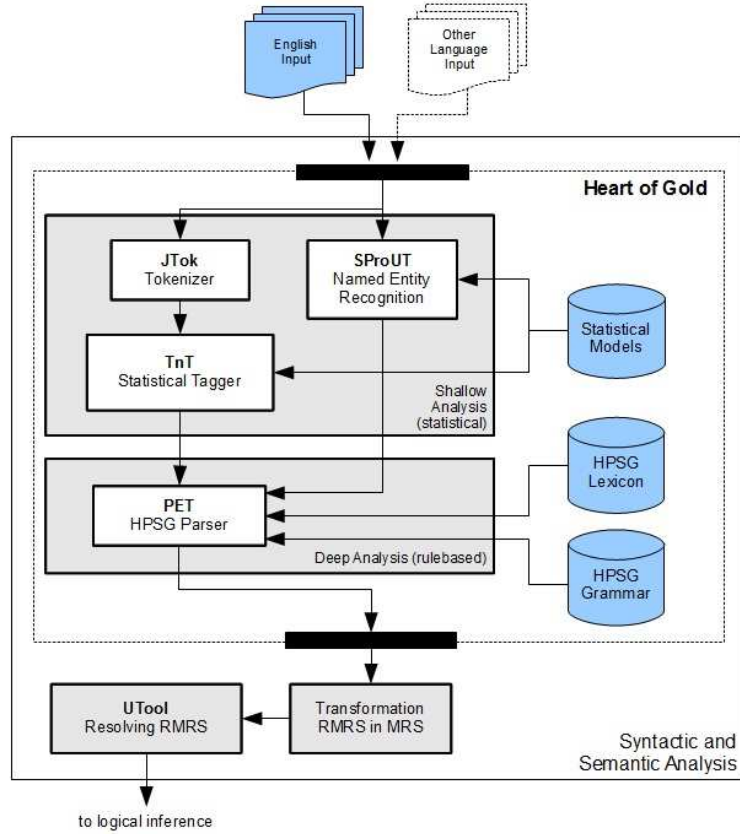 English
Input
Other
Language
Input
Heart of Gold
JTok
Tokenizer
SProUT
Named Entity
Recognition
Statistical
Models
TnT
Statistical Tagger
Shallow
Analysis
(statistical)
HPSG
Lexicon
PET
HPSG Parser
Deep Analysis (rulebased)
HPSG
Grammar
UTool
Resolving RMRS
Transformation
RMRS in MRS
Syntactic and
Semantic Analysis
to logical inference